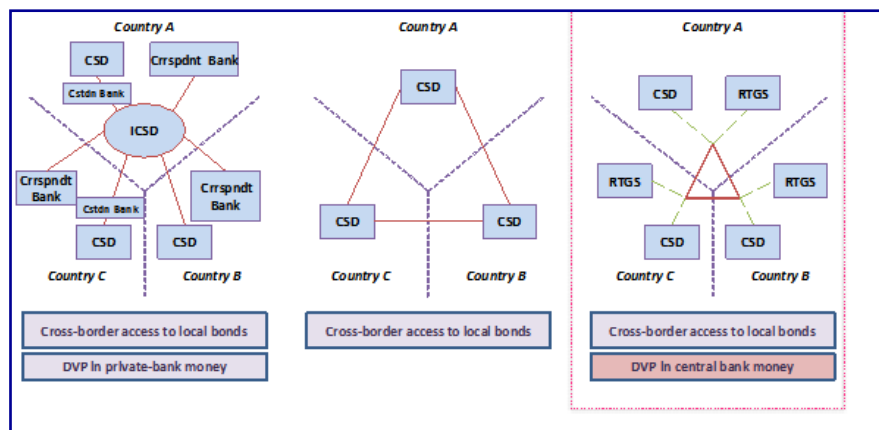 Country A
CSD
Crrspdnt Bank
Cstdn Bank
ICSD
Crrspndt
Bank
Cstdn Bank
Crrspndt
Bank
CSD
CSD
Country C
Country B
Cross-border access to local bonds
DVP In private-bank money
Country A
CSD
CSD
CSD
Country C
Country B
Cross-border access to local bonds
Country A
CSD
RTGS
RTGS
RTGS
CSD
CSD
Country C
Country B
Cross-border access to local bonds
DVP In central bank money